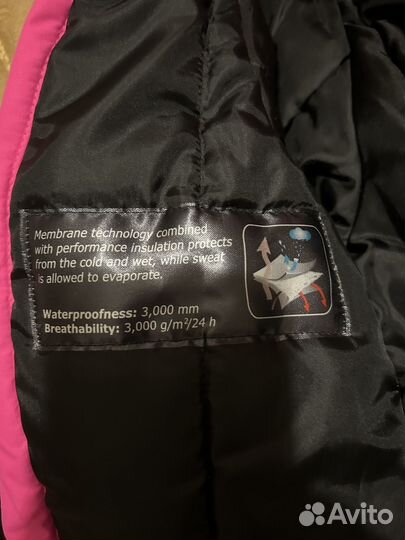 Membrane technology combined
with performance insulation protects
from the cold and wet, while sweat
is allowed to evaporate.
Waterproofness: 3,000 mm
Breathability: 3,000 g/m²/24 h
Avito